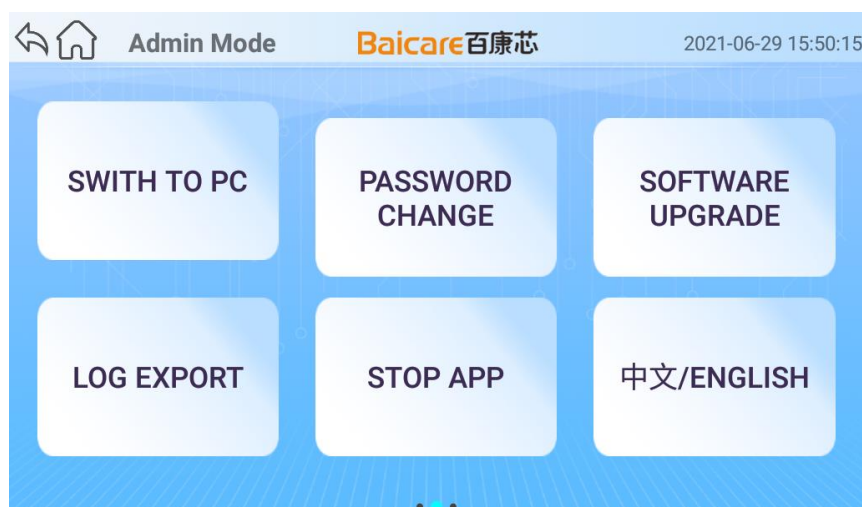 Admin Mode
Baicare百康芯
2021-06-29 15:50:15
SWITH TO PC
PASSWORD
CHANGE
SOFTWARE
UPGRADE
LOG EXPORT
STOP APP
中文/ENGLISH